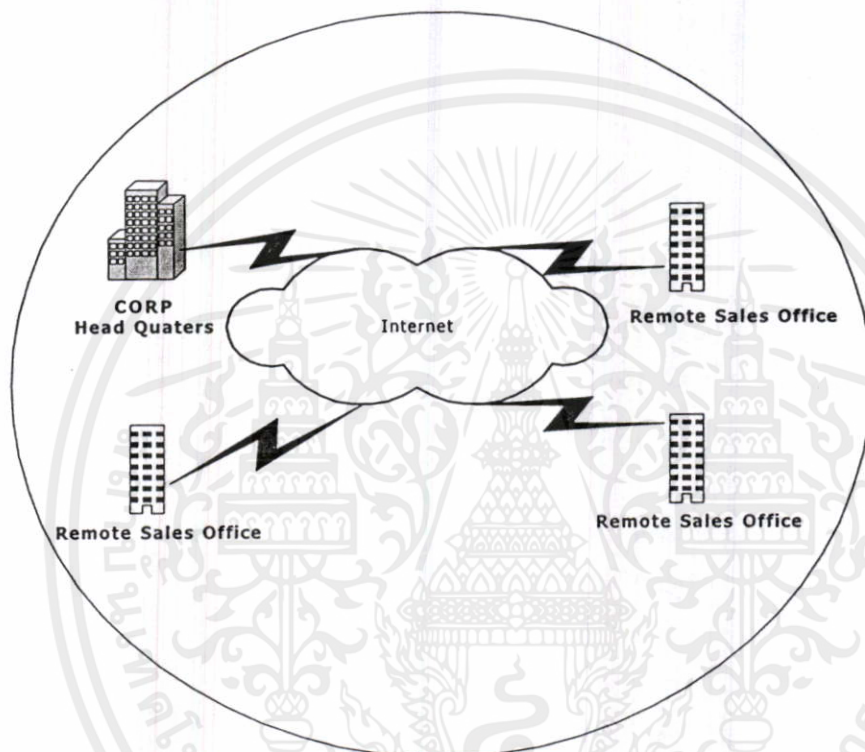 CORP
Head Quaters
Internet
Remote Sales Office
Remote Sales Office
Remote Sales Office